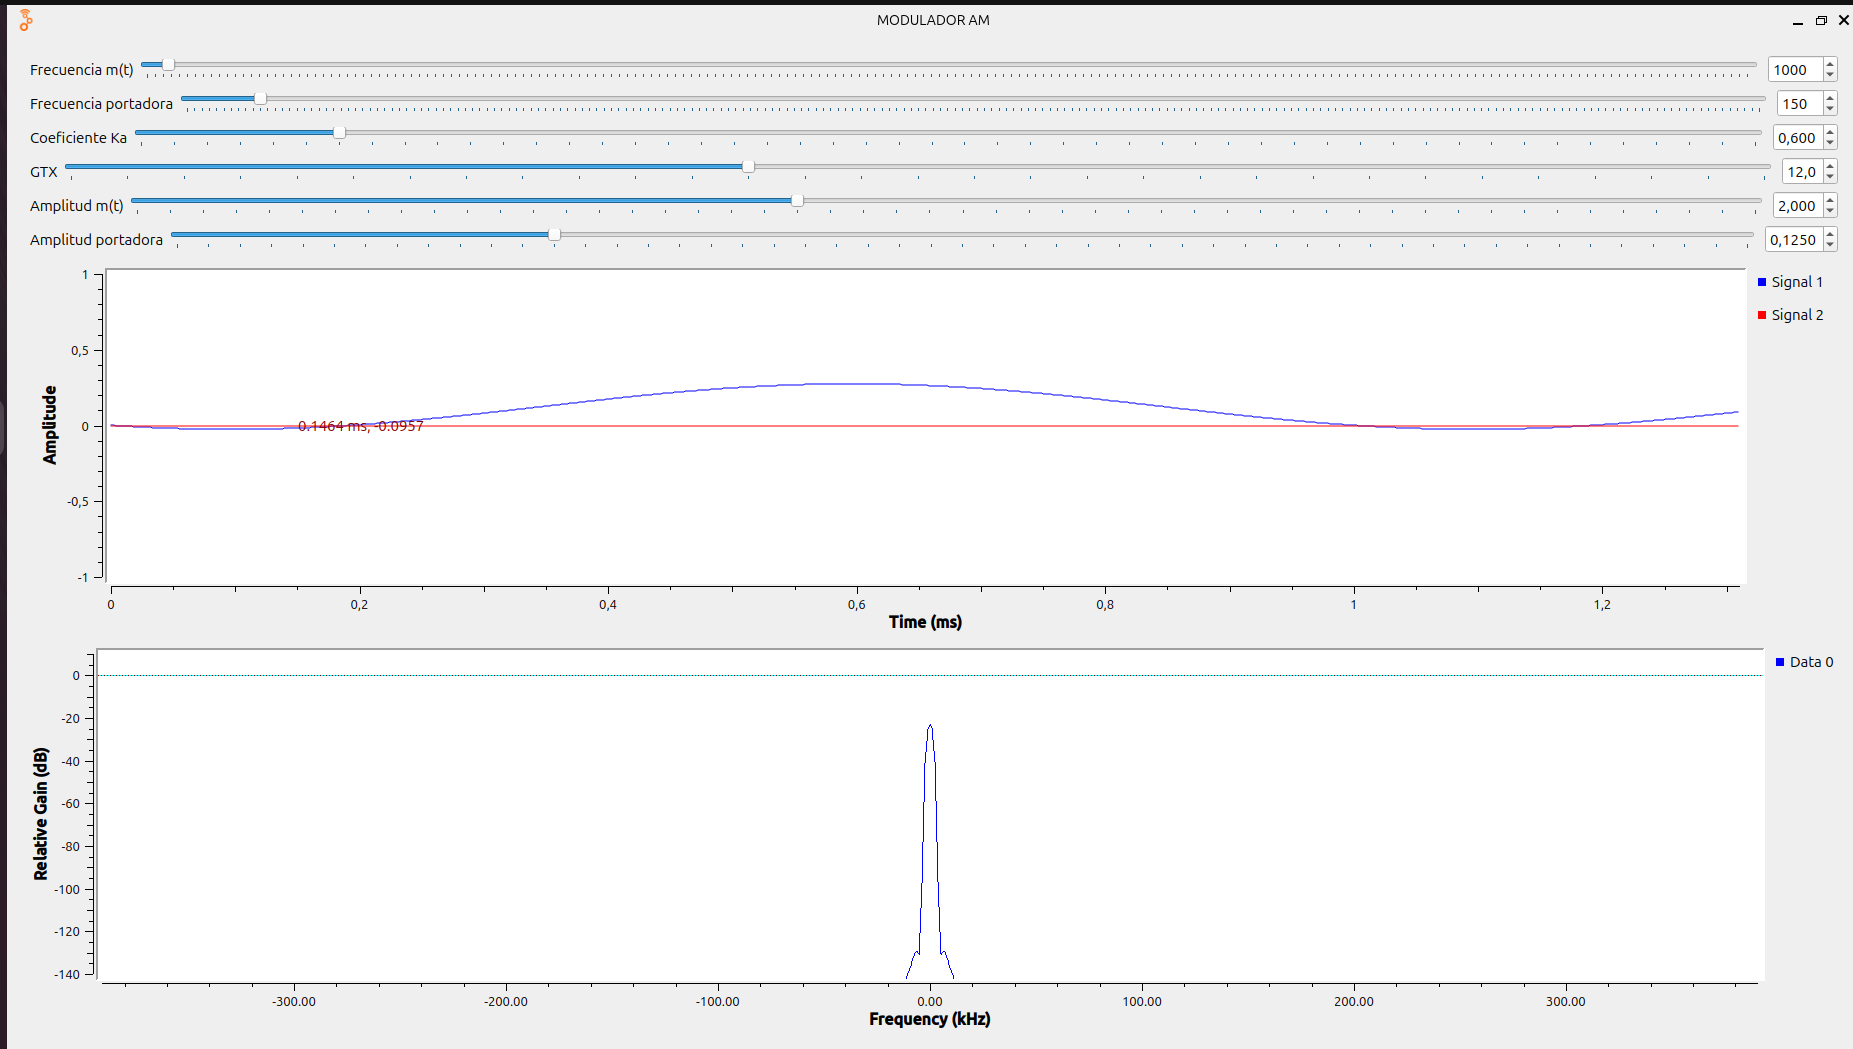 MODULADOR AM
Frecuencia m(t) 1000
Frecuencia portadora 150
Coeficiente Ka 0,600
GTX 12,0
Amplitud m(t) 2,000
Amplitud portadora 0,1250
1
0,5
0
-0,5
-1
Amplitude
0.1464 ms, -0.0957
Signal 1
Signal 2
0 0,2 0,4 0,6 0,8 1 1,2
Time (ms)
0
-20
-40
-60
-80
-100
-120
-140
Relative Gain (dB)
Data 0
-300.00 -200.00 -100.00 0.00 100.00 200.00 300.00
Frequency (kHz)